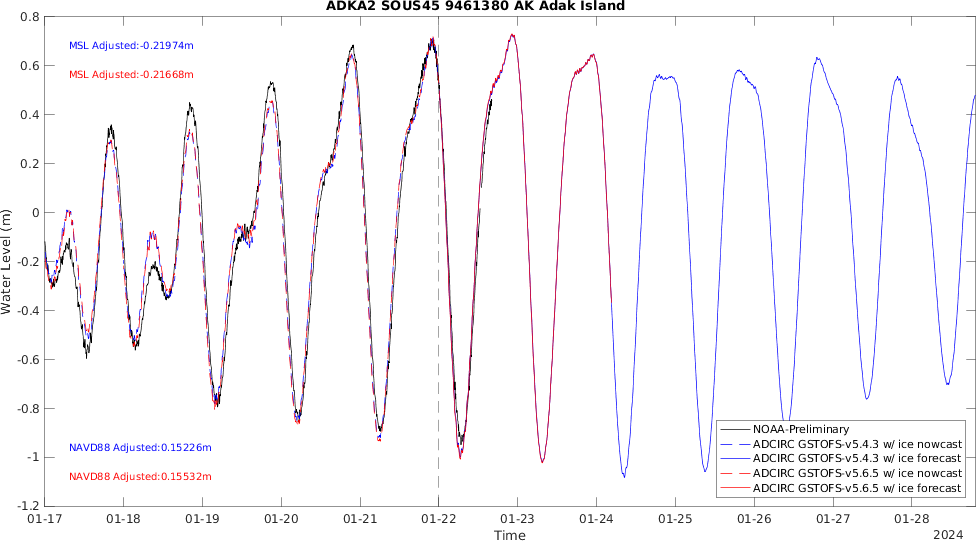 ADKA2 SOUS45 9461380 AK Adak Island
0.8
0.6
0.4
0.2
0
-0.2
-0.4
-0.6
-0.8
-1
-1.2
Water Level (m)
MSL Adjusted:-0.21974m
MSL Adjusted:-0.21668m
NAVD88 Adjusted:0.15226m
NAVD88 Adjusted:0.15532m
NOAA-Preliminary
ADCIRC GSTOFS-v5.4.3 w/ ice nowcast
ADCIRC GSTOFS-v5.4.3 w/ ice forecast
ADCIRC GSTOFS-v5.6.5 w/ ice nowcast
ADCIRC GSTOFS-v5.6.5 w/ ice forecast
01-17 01-18 01-19 01-20 01-21 01-22 01-23 01-24 01-25 01-26 01-27 01-28
Time
2024